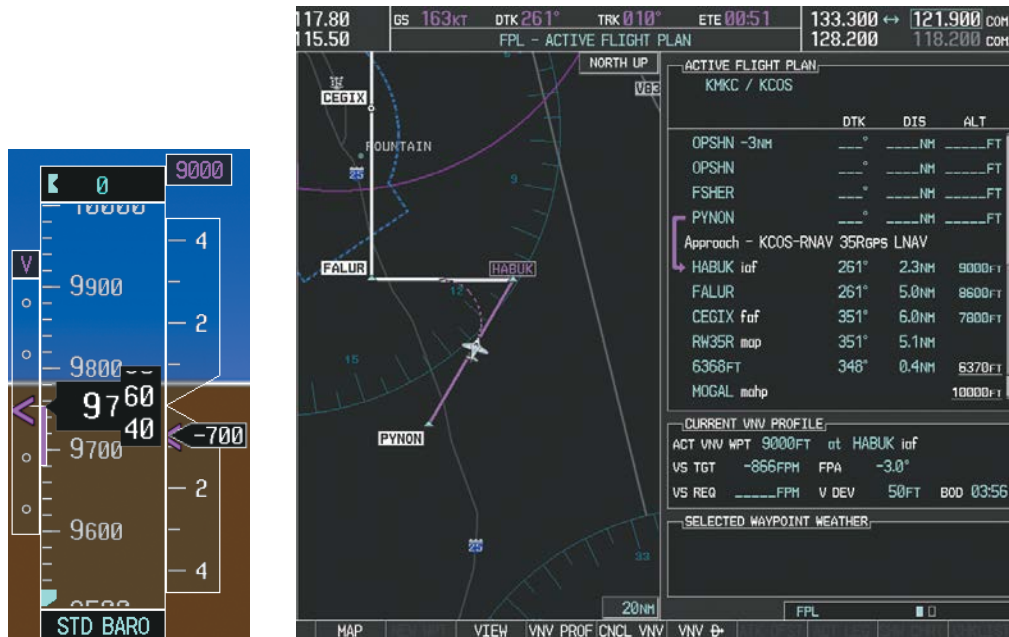 9000
0
10000
V
4
9900
2
9800
9760
40
-700
9700
2
9600
4
STD BARO
117.80
115.50
GS 163KT DTK 261° TRK 010° ETE 00:51
FPL - ACTIVE FLIGHT PLAN
133.300 ↔ 121.900 COM
128.200 118.200 COM
NORTH UP
V83
CEGIX
FOUNTAIN
25
9
FALUR
HABUK
12
15
PYNON
25
33
20NM
ACTIVE FLIGHT PLAN
KMKC / KCOS
DTK DIS ALT
OPSHN -3NM ___° ____NM _____FT
OPSHN ___° ____NM _____FT
FSHER ___° ____NM _____FT
PYNON ___° ____NM _____FT
Approach - KCOS-RNAV 35RGPS LNAV
HABUK iaf 261° 2.3NM 9000FT
FALUR 261° 5.0NM 8600FT
CEGIX faf 351° 6.0NM 7800FT
RW35R map 351° 5.1NM
6368FT 348° 0.4NM 6370FT
MOGAL mahp 10000FT
CURRENT VNV PROFILE
ACT VNV WPT 9000FT at HABUK iaf
VS TGT -866FPM FPA -3.0°
VS REQ _____FPM V DEV 50FT BOD 03:56
SELECTED WAYPOINT WEATHER
FPL
MAP VIEW VNV PROF CNCL VNV VNV